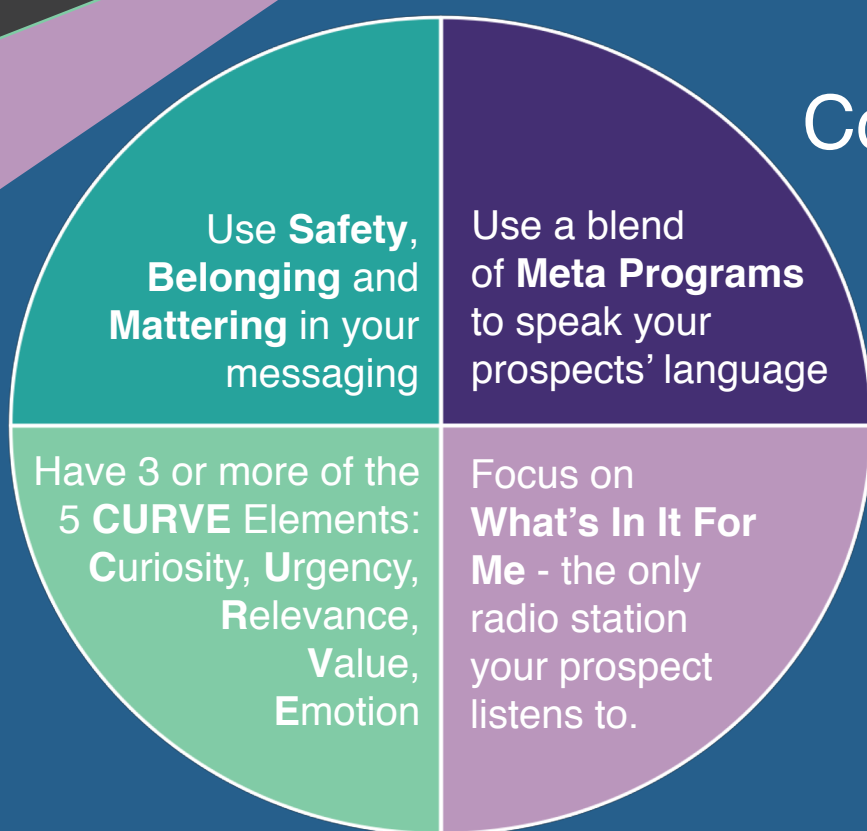 Use Safety,
Belonging and
Mattering in your
messaging
Use a blend
of Meta Programs
to speak your
prospects’ language
Have 3 or more of the
5 CURVE Elements:
Curiosity, Urgency,
Relevance,
Value,
Emotion
Focus on
What’s In It For
Me - the only
radio station
your prospect
listens to.